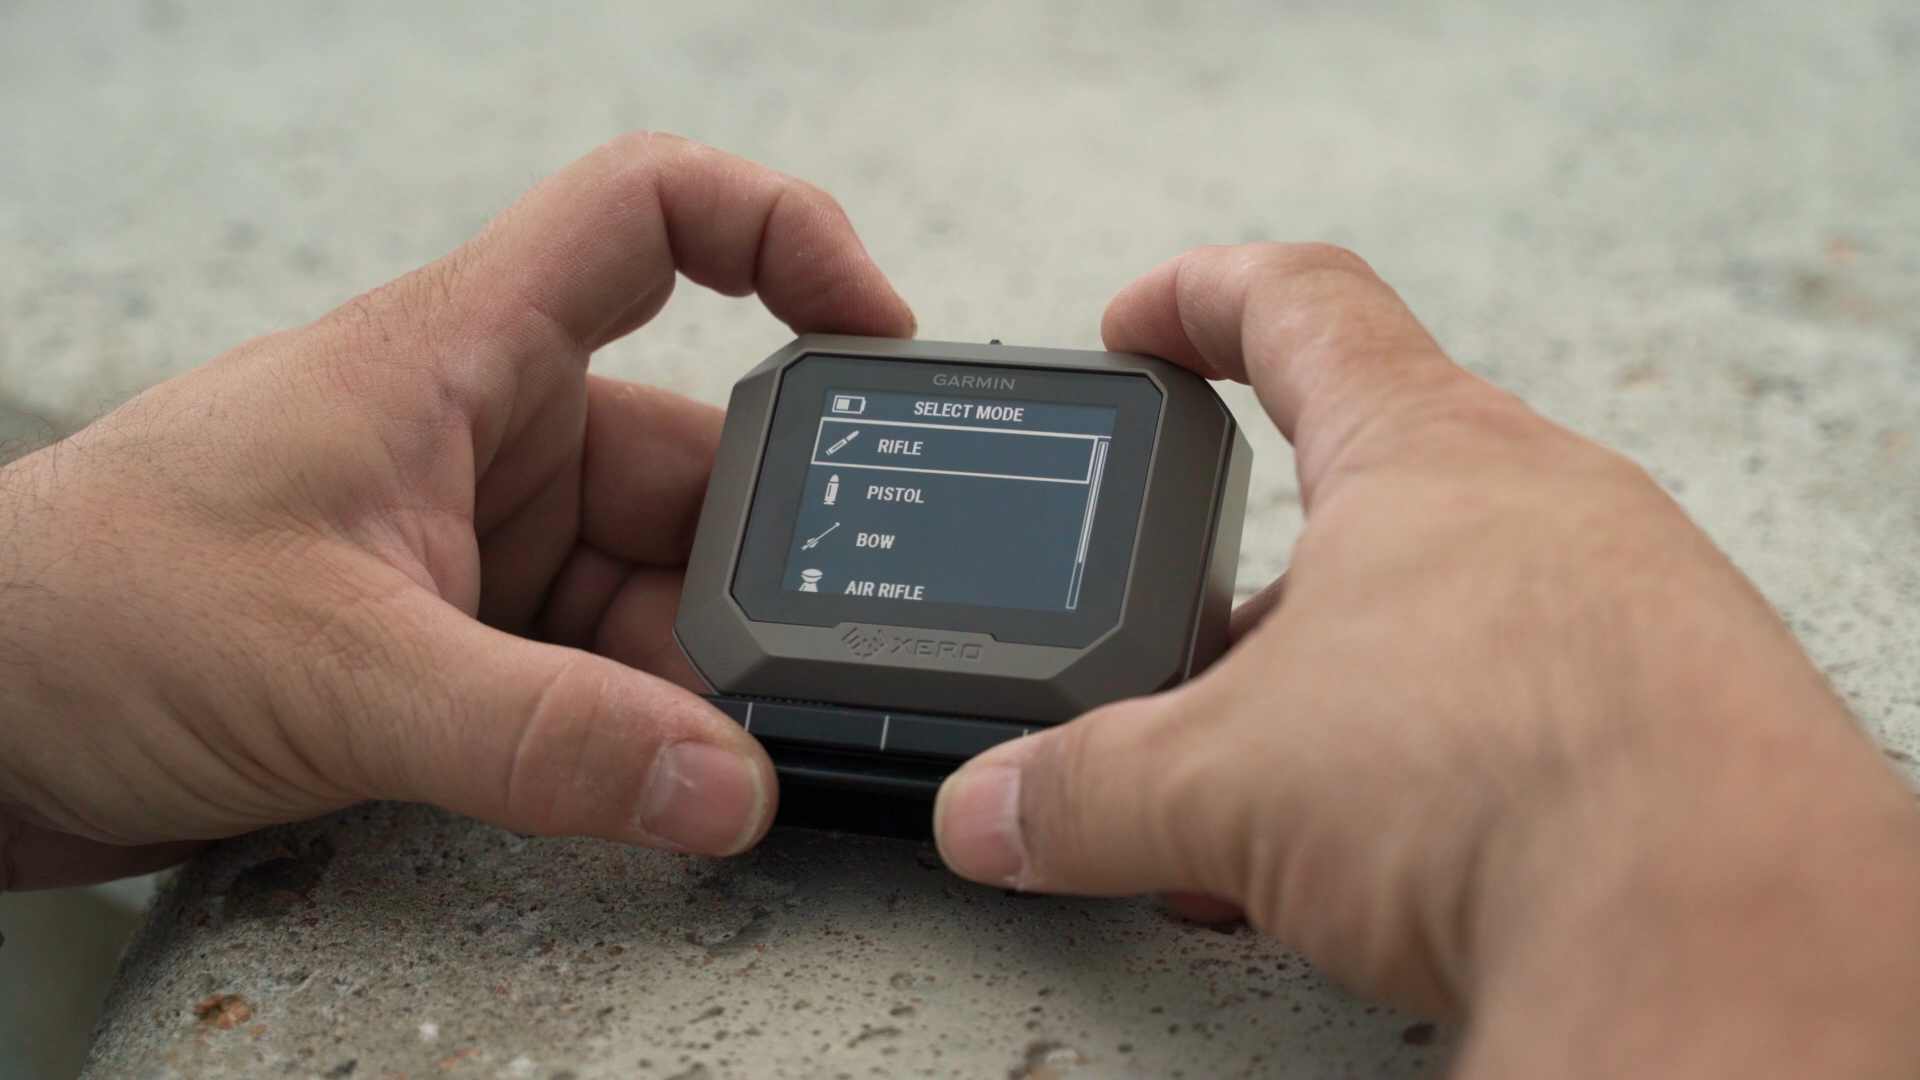 GARMIN
SELECT MODE
RIFLE
PISTOL
BOW
AIR RIFLE
XERO